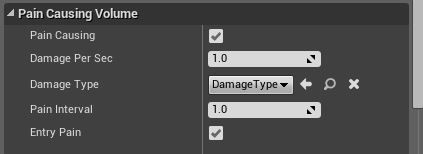 Pain Causing Volume
Pain Causing
Damage Per Sec 1.0
Damage Type DamageType
Pain Interval 1.0
Entry Pain